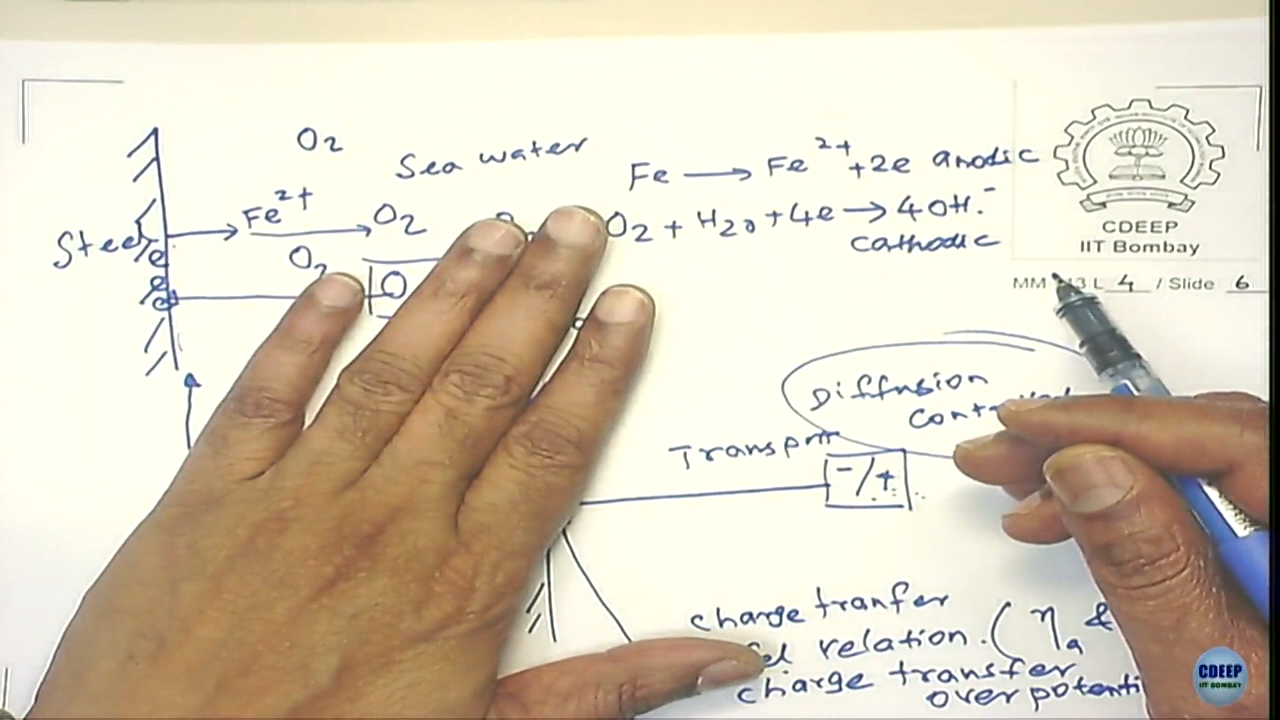 O2
Sea water
Fe → Fe²⁺ + 2e anodic
Fe²⁺
O2
O2 + H2O + 4e → 4OH.⁻
cathodic
Steel
e
e
e
O2
O
CDEEP
IIT Bombay
MM 3 L 4 / Slide 6
Diffusion
Transport
-/+
charge tranfer
relation. ( ηa &
charge transfer
CDEEP
IIT BOMBAY